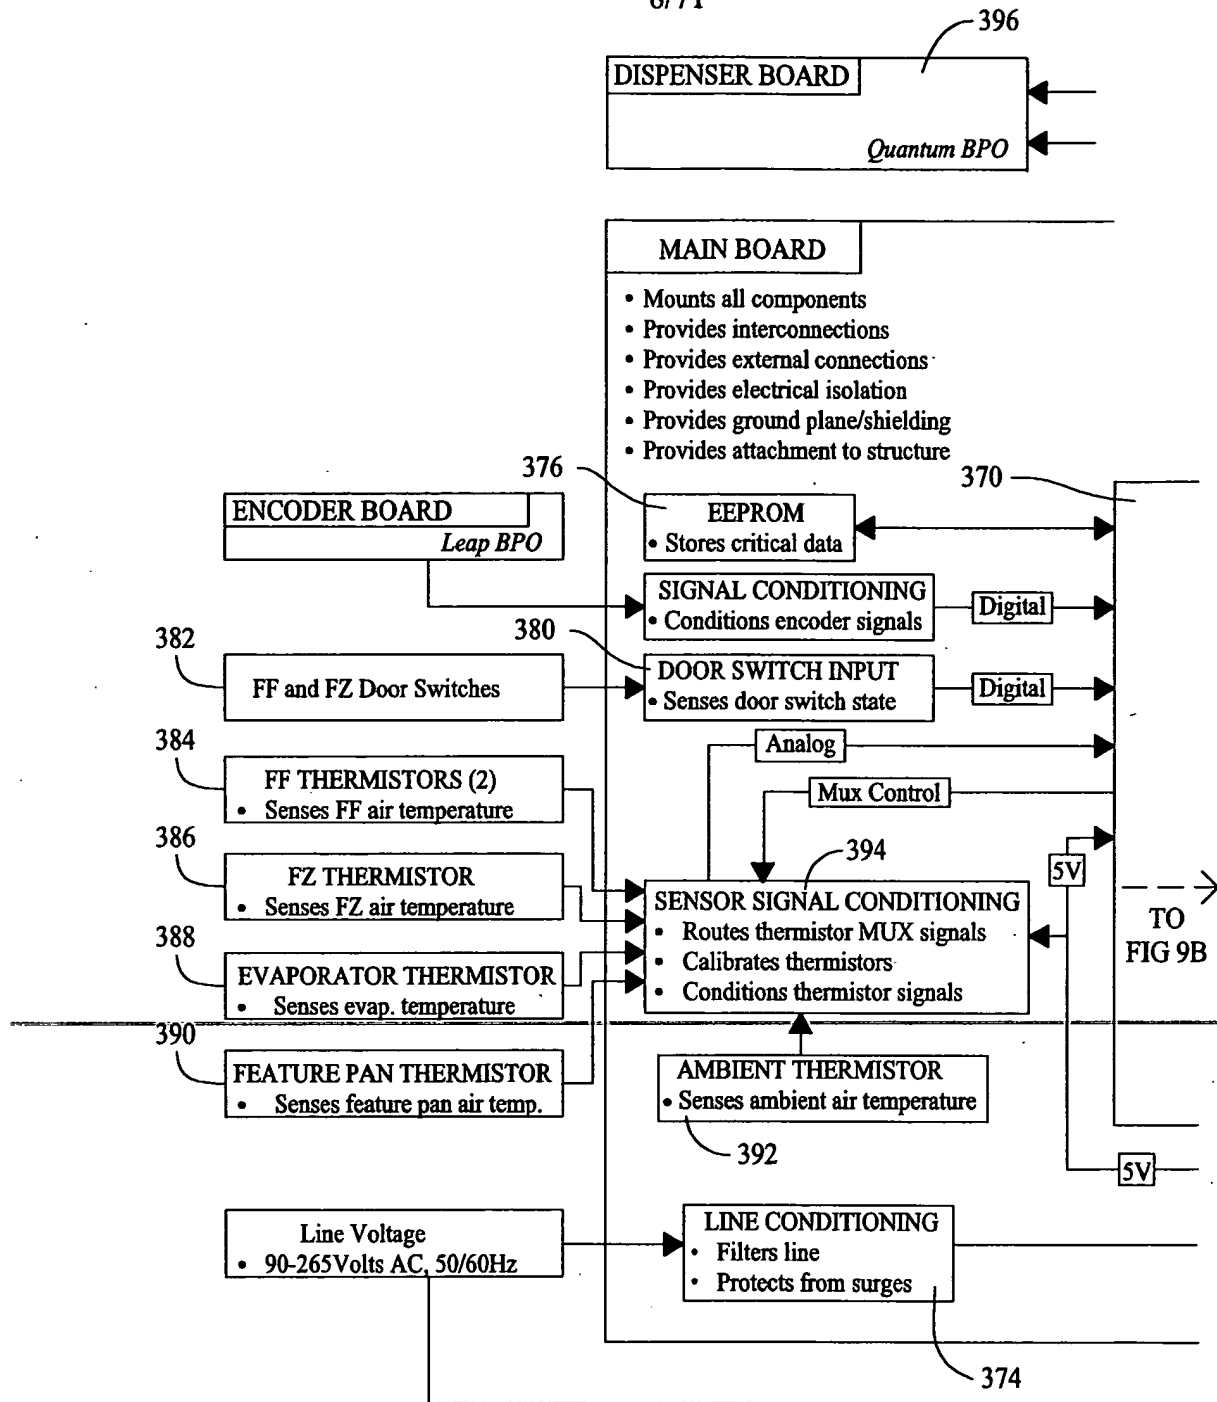 396
DISPENSER BOARD
Quantum BPO
MAIN BOARD
• Mounts all components
• Provides interconnections
• Provides external connections
• Provides electrical isolation
• Provides ground plane/shielding
• Provides attachment to structure
376
370
ENCODER BOARD
Leap BPO
EEPROM
• Stores critical data
SIGNAL CONDITIONING
• Conditions encoder signals
Digital
382
380
FF and FZ Door Switches
DOOR SWITCH INPUT
• Senses door switch state
Digital
384
Analog
FF THERMISTORS (2)
• Senses FF air temperature
Mux Control
386
394
5V
FZ THERMISTOR
• Senses FZ air temperature
SENSOR SIGNAL CONDITIONING
• Routes thermistor MUX signals
• Calibrates thermistors
• Conditions thermistor signals
TO
FIG 9B
388
EVAPORATOR THERMISTOR
• Senses evap. temperature
390
FEATURE PAN THERMISTOR
• Senses feature pan air temp.
AMBIENT THERMISTOR
• Senses ambient air temperature
392
5V
Line Voltage
• 90-265Volts AC, 50/60Hz
LINE CONDITIONING
• Filters line
• Protects from surges
374